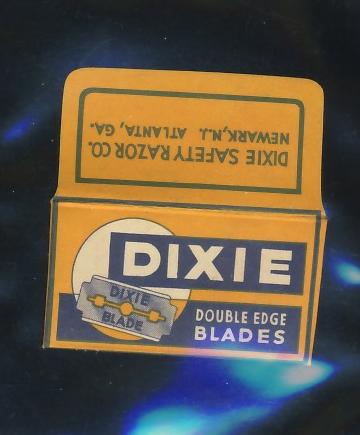 DIXIE SAFETY RAZOR CO.
NEWARK, N.J. ATLANTA, GA.
DIXIE
DIXIE
BLADE
DOUBLE EDGE
BLADES